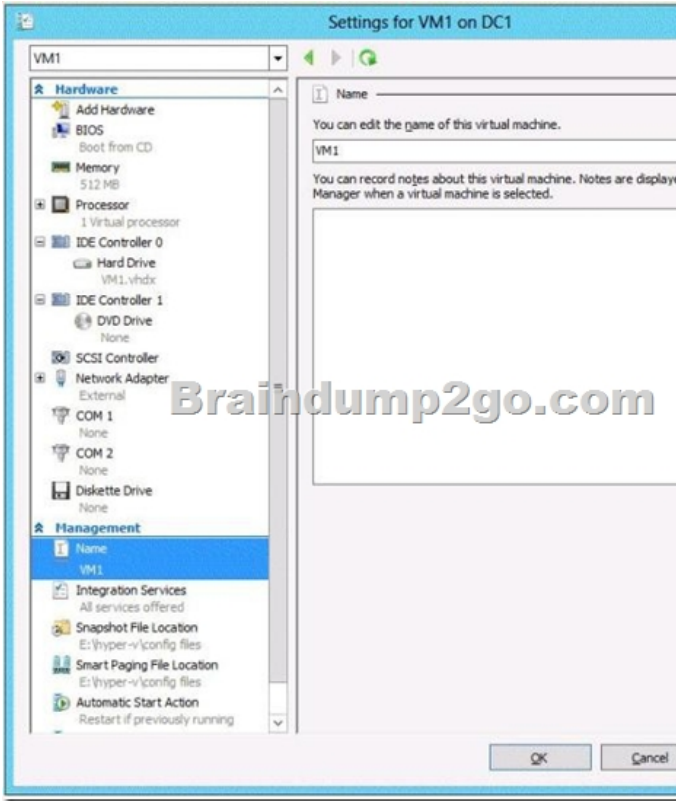 Settings for VM1 on DC1
VM1
Hardware
Add Hardware
BIOS
Boot from CD
Memory
512 MB
Processor
1 Virtual processor
IDE Controller 0
Hard Drive
VM1.vhdx
IDE Controller 1
DVD Drive
None
SCSI Controller
Network Adapter
External
COM 1
None
COM 2
None
Diskette Drive
None
Management
Name
VM1
Integration Services
All services offered
Snapshot File Location
E:\hyper-v\config files
Smart Paging File Location
E:\hyper-v\config files
Automatic Start Action
Restart if previously running
Name
You can edit the name of this virtual machine.
VM1
You can record notes about this virtual machine. Notes are displaye
Manager when a virtual machine is selected.
Braindump2go.com
OK
Cancel